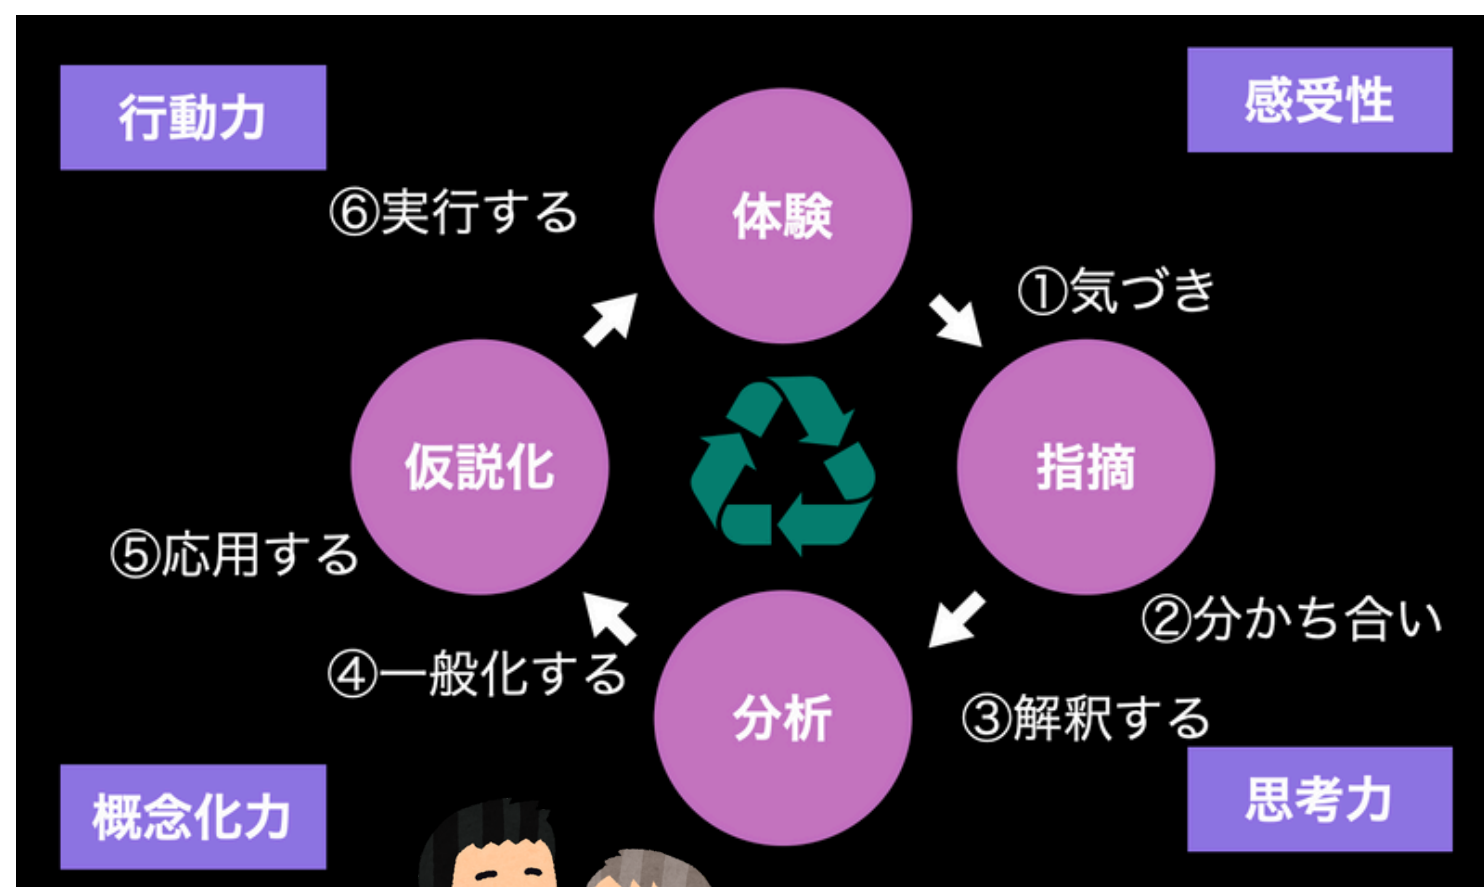 行動力
感受性
⑥実行する
体験
①気づき
仮説化
指摘
⑤応用する
②分かち合い
④一般化する
分析
③解釈する
概念化力
思考力